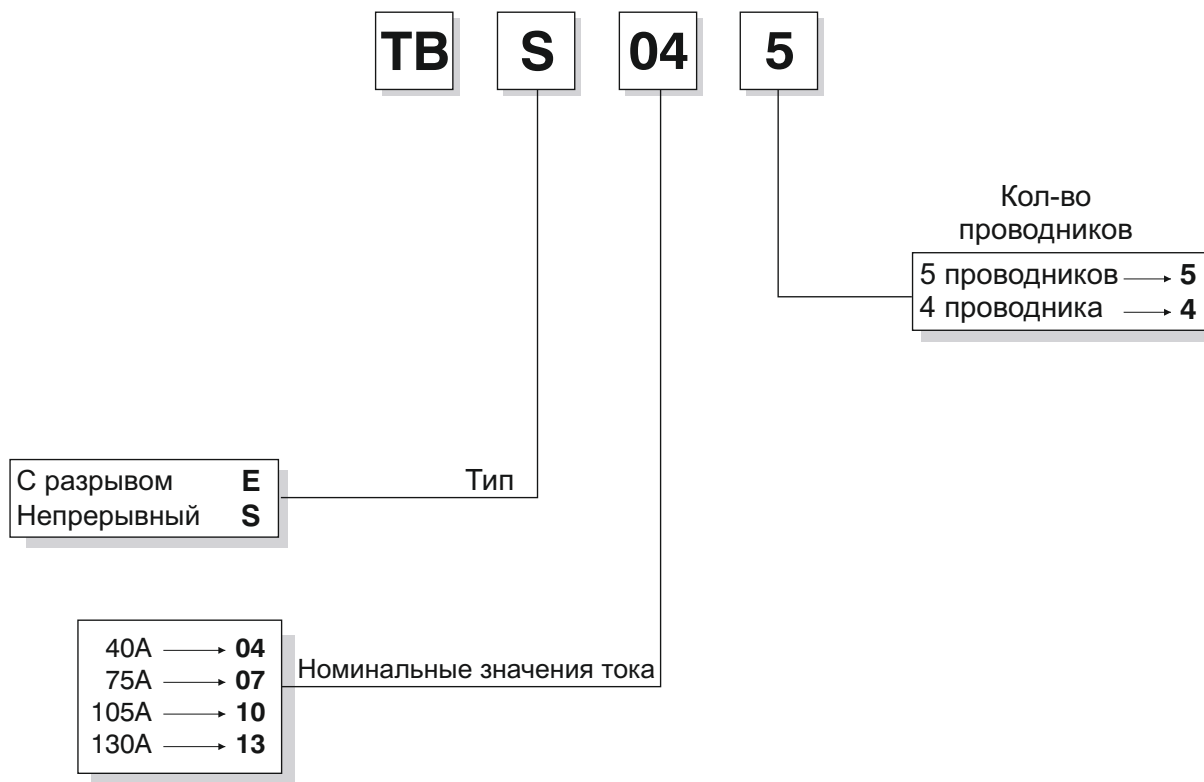 TB S 04 5
Кол-во
проводников
5 проводников → 5
4 проводника → 4
С разрывом E
Непрерывный S
Тип
40A → 04
75A → 07
105A → 10
130A → 13
Номинальные значения тока